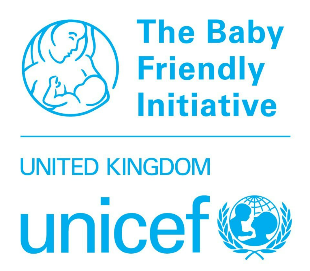 The Baby
Friendly
Initiative
UNITED KINGDOM
unicef